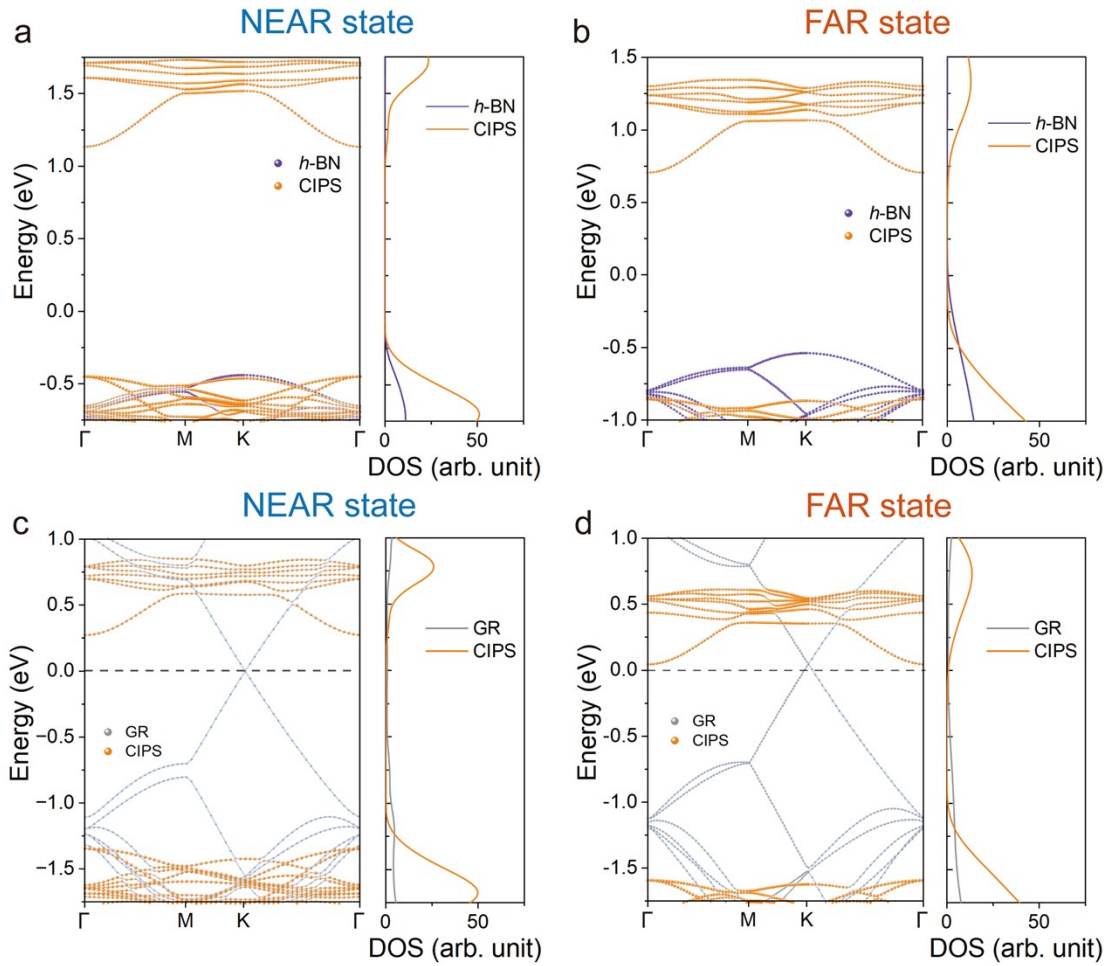 NEAR state
FAR state
a
b
1.5
1.0
0.5
0.0
-0.5
Energy (eV)
h-BN
CIPS
Γ
M
K
Γ
h-BN
CIPS
0
50
DOS (arb. unit)
1.5
1.0
0.5
0.0
-0.5
-1.0
Energy (eV)
h-BN
CIPS
Γ
M
K
Γ
h-BN
CIPS
0
50
DOS (arb. unit)
NEAR state
FAR state
c
d
1.0
0.5
0.0
−0.5
−1.0
−1.5
Energy (eV)
GR
CIPS
Γ
M
K
Γ
GR
CIPS
0
50
DOS (arb. unit)
1.0
0.5
0.0
-0.5
-1.0
-1.5
Energy (eV)
GR
CIPS
Γ
M
K
Γ
GR
CIPS
0
50
DOS (arb. unit)